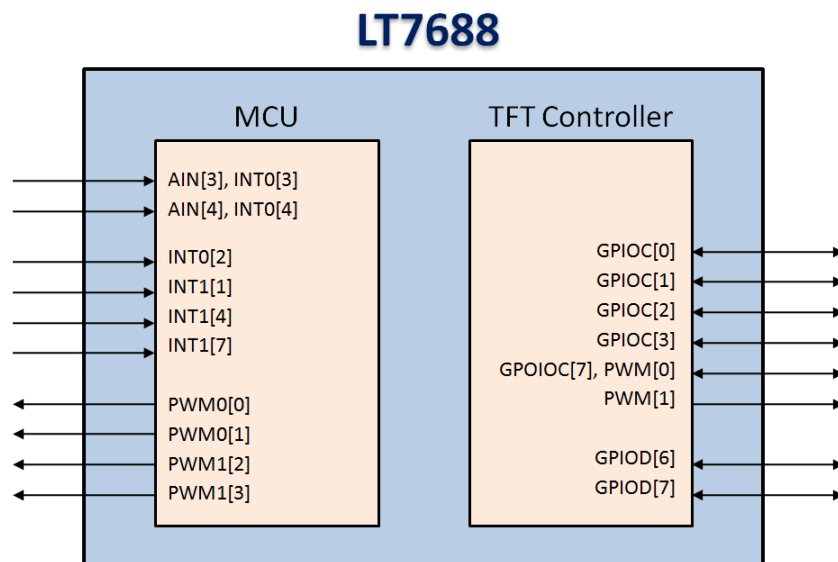 LT7688
MCU
TFT Controller
AIN[3], INT0[3]
AIN[4], INT0[4]
INT0[2]
INT1[1]
INT1[4]
INT1[7]
PWM0[0]
PWM0[1]
PWM1[2]
PWM1[3]
GPIOC[0]
GPIOC[1]
GPIOC[2]
GPIOC[3]
GPOIOC[7], PWM[0]
PWM[1]
GPIOD[6]
GPIOD[7]